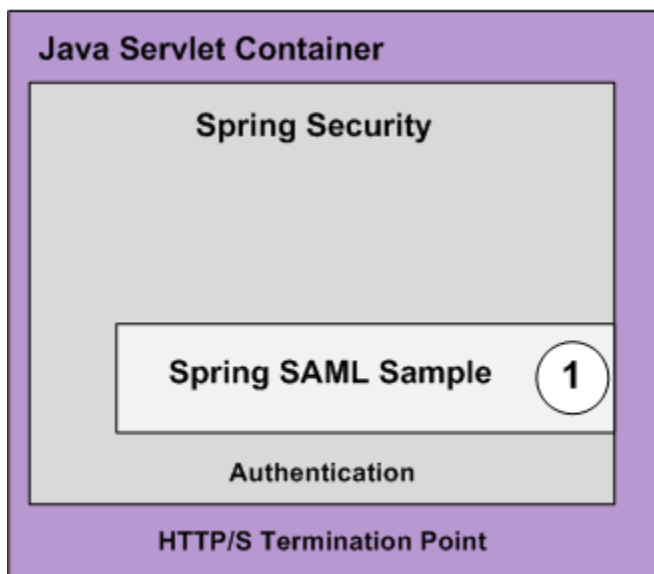 Java Servlet Container
Spring Security
Spring SAML Sample
1
Authentication
HTTP/S Termination Point